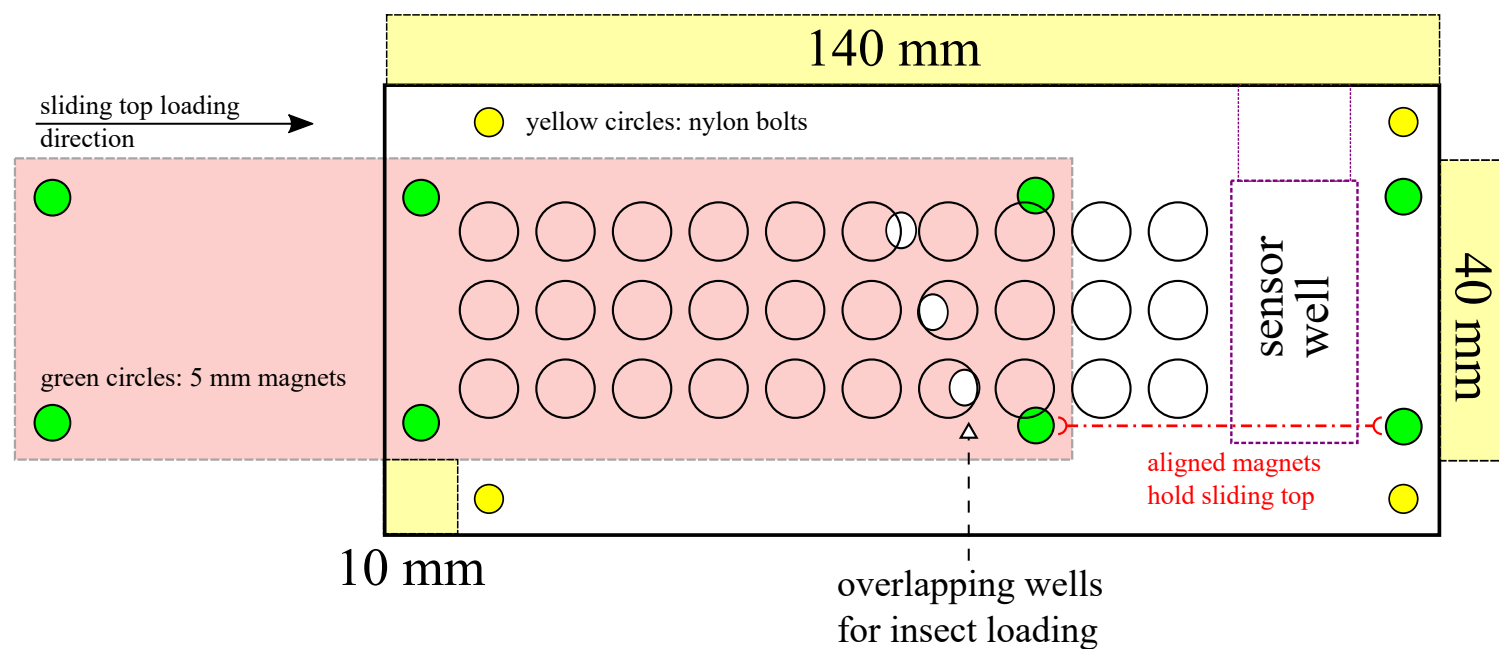 140 mm
sliding top loading
direction
yellow circles: nylon bolts
sensor
well
40 mm
green circles: 5 mm magnets
aligned magnets
hold sliding top
10 mm
overlapping wells
for insect loading